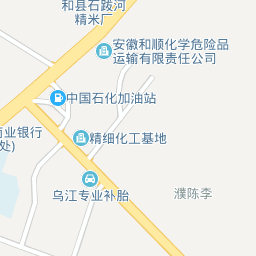 和县石跋河
精米厂
安徽和顺化学危险品
运输有限责任公司
中国石化加油站
商业银行
处)
精细化工基地
乌江专业补胎
濮陈李